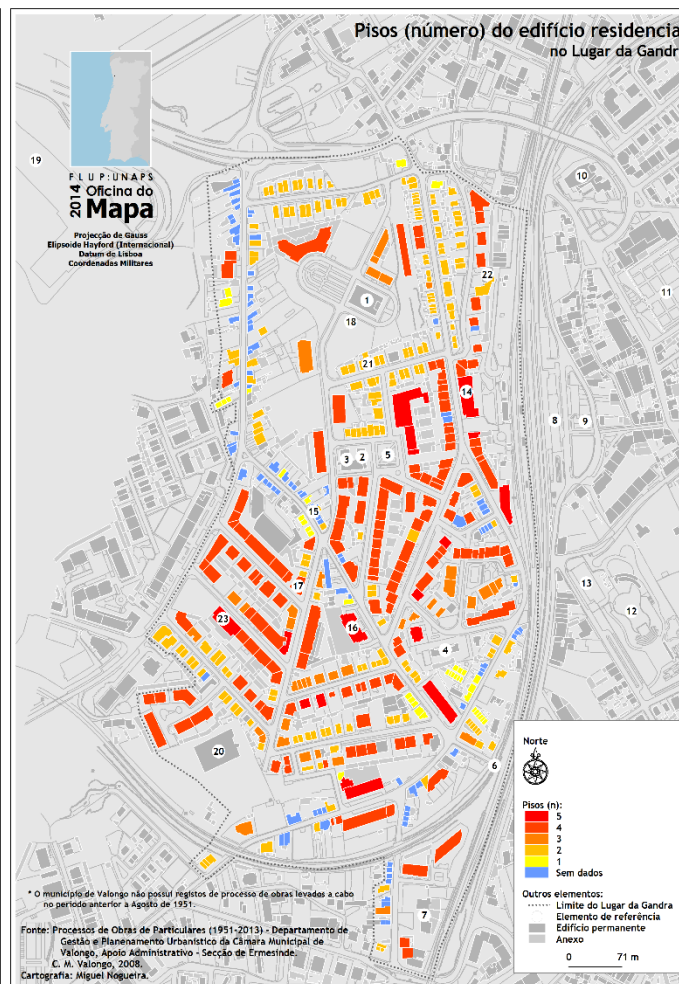 Pisos (número) do edifício residencia
no Lugar da Gandr
FLUP:UNAPS
2014 Oficina do
Mapa
Projecção de Gauss
Elipsoide Hayford (Internacional)
Datum de Lisboa
Coordenadas Militares
19
10
1
22
11
18
21
14
8
9
3
2
5
15
13
12
17
23
16
4
20
6
7
Norte
Pisos (n):
5
4
3
2
1
Sem dados
Outros elementos:
Limite do Lugar da Gandra
Elemento de referência
Edifício permanente
Anexo
0 71 m
* O município de Valongo não possui registos de processo de obras levados a cabo
no período anterior a Agosto de 1951.
Fonte: Processos de Obras de Particulares (1951-2013) - Departamento de
Gestão e Planenamento Urbanistico da Câmara Municipal de
Valongo, Apoio Administrativo - Secção de Ermesinde.
C. M. Valongo, 2008.
Cartografia: Miguel Nogueira.